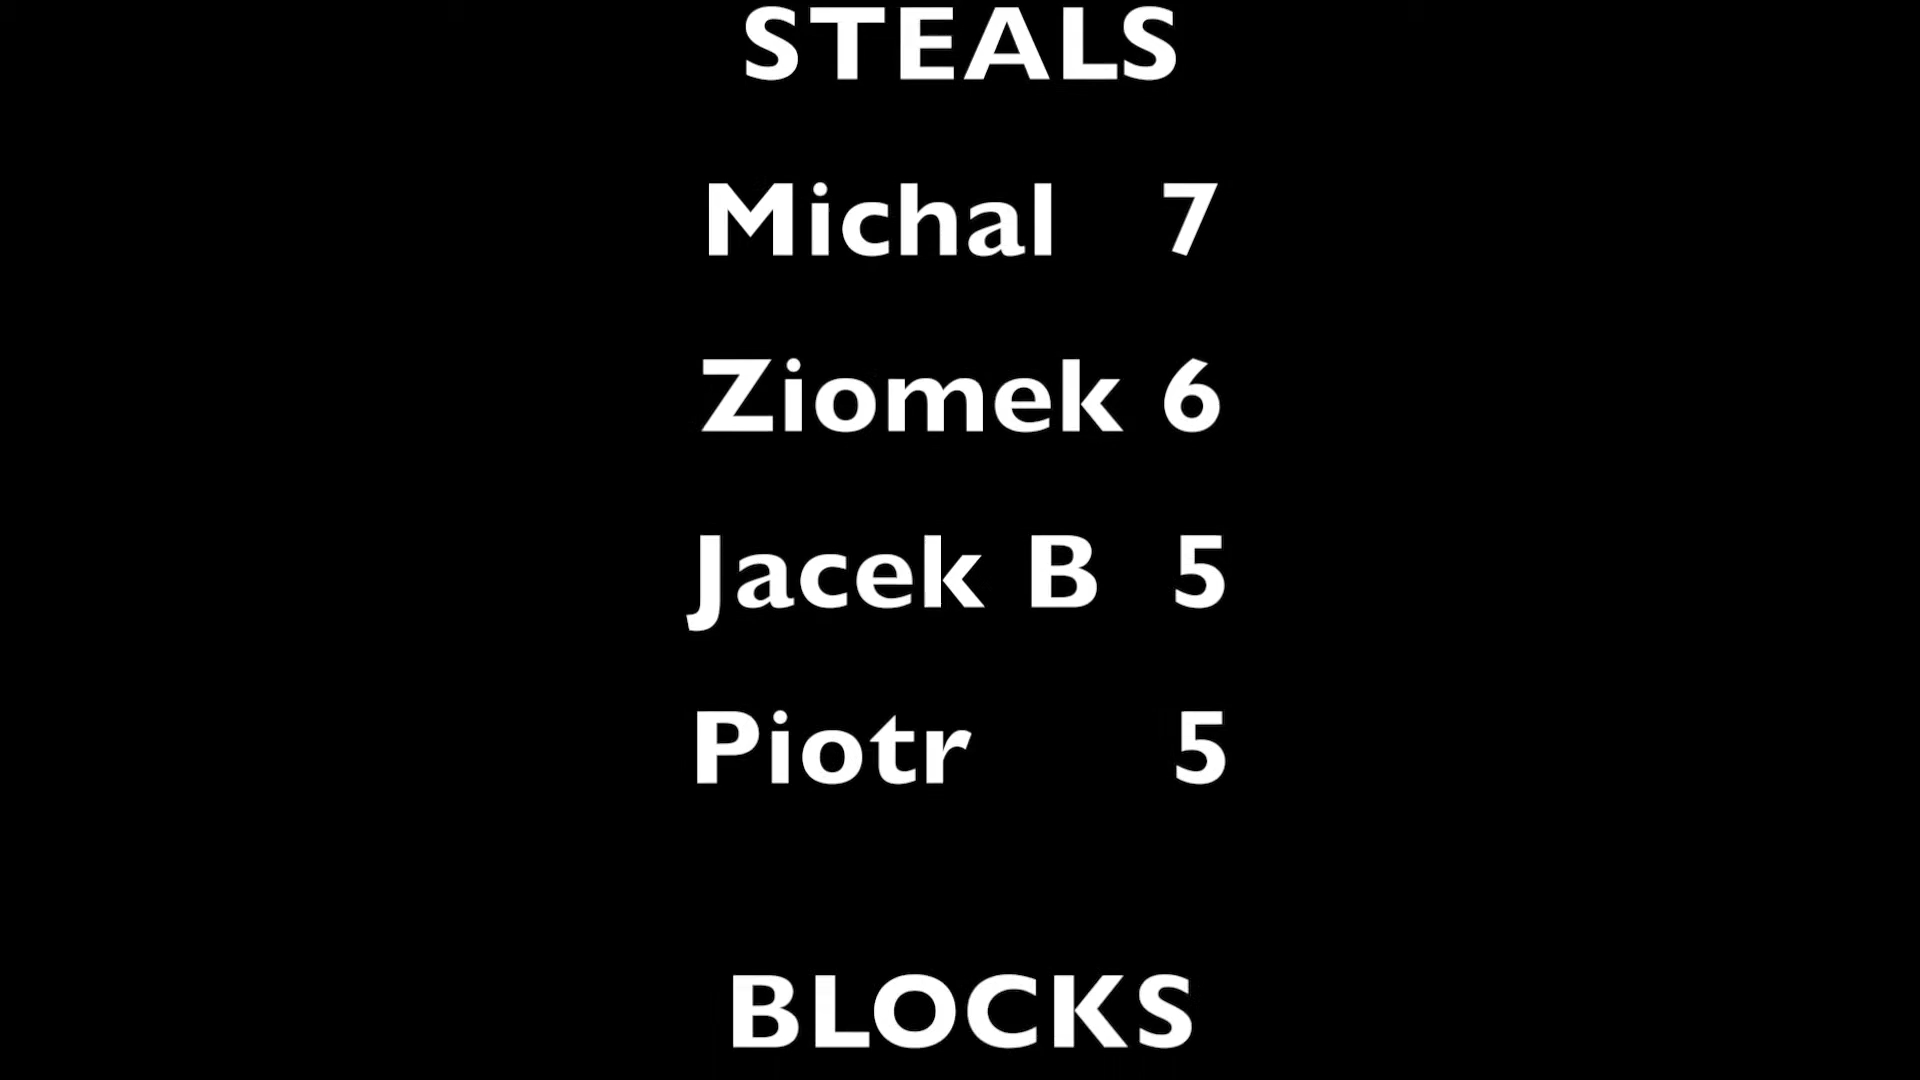 STEALS
Michal 7
Ziomek 6
Jacek B 5
Piotr 5
BLOCKS